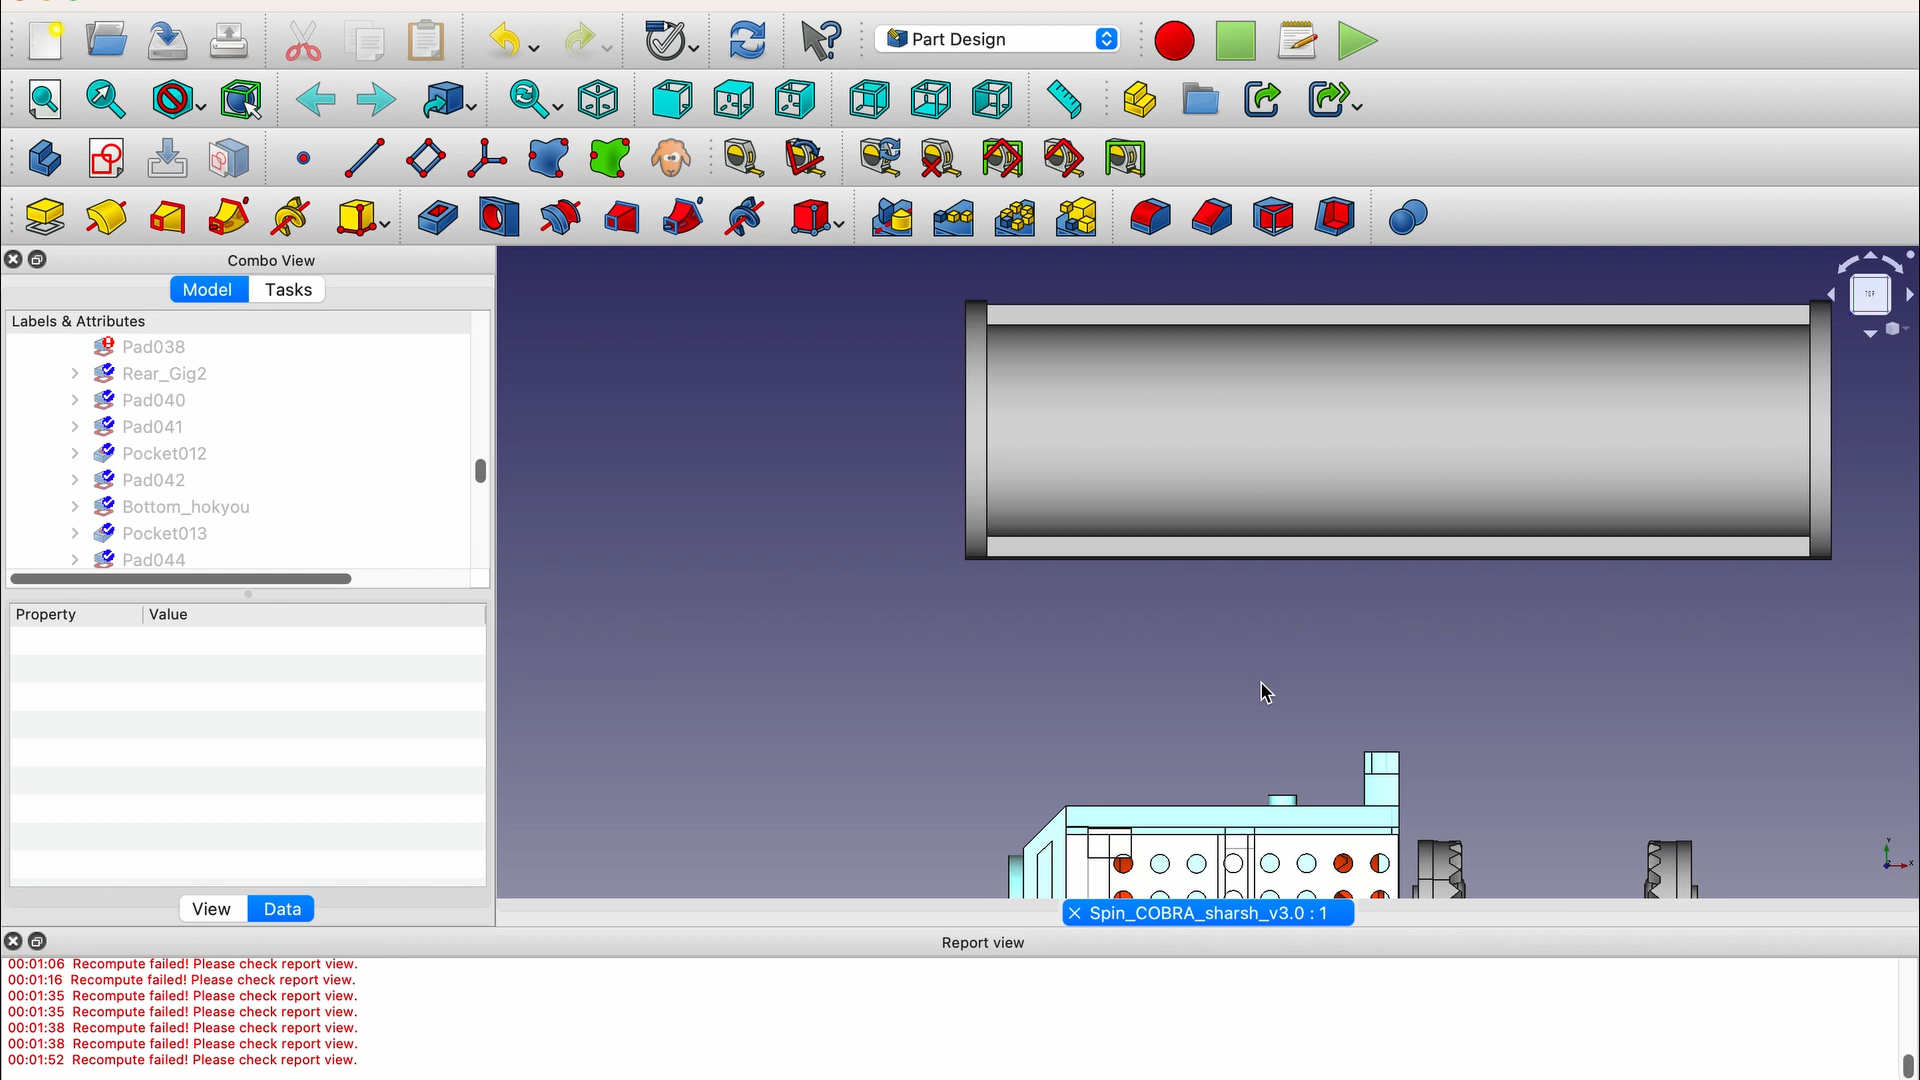 Part Design
Combo View
Model
Tasks
Labels & Attributes
Pad038
Rear_Gig2
Pad040
Pad041
Pocket012
Pad042
Bottom_hokyou
Pocket013
Pad044
Property
Value
View
Data
TOP
Y
X
Spin_COBRA_sharsh_v3.0 : 1
Report view
00:01:06 Recompute failed! Please check report view.
00:01:16 Recompute failed! Please check report view.
00:01:35 Recompute failed! Please check report view.
00:01:35 Recompute failed! Please check report view.
00:01:38 Recompute failed! Please check report view.
00:01:38 Recompute failed! Please check report view.
00:01:52 Recompute failed! Please check report view.